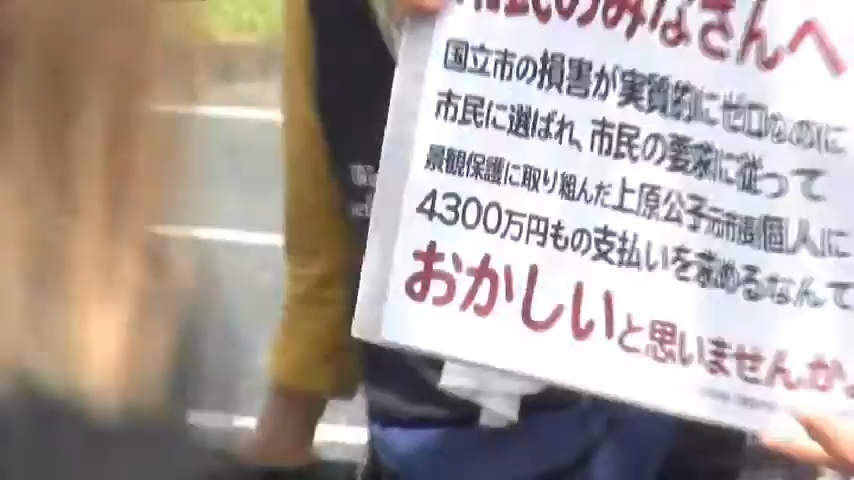 市民のみなさんへ
国立市の損害が実質的にゼロなのに
市民に選ばれ、市民の要求に従って
景観保護に取り組んだ上原公子元市長個人に
4300万円もの支払いを求めるなんて
おかしいと思いませんか。